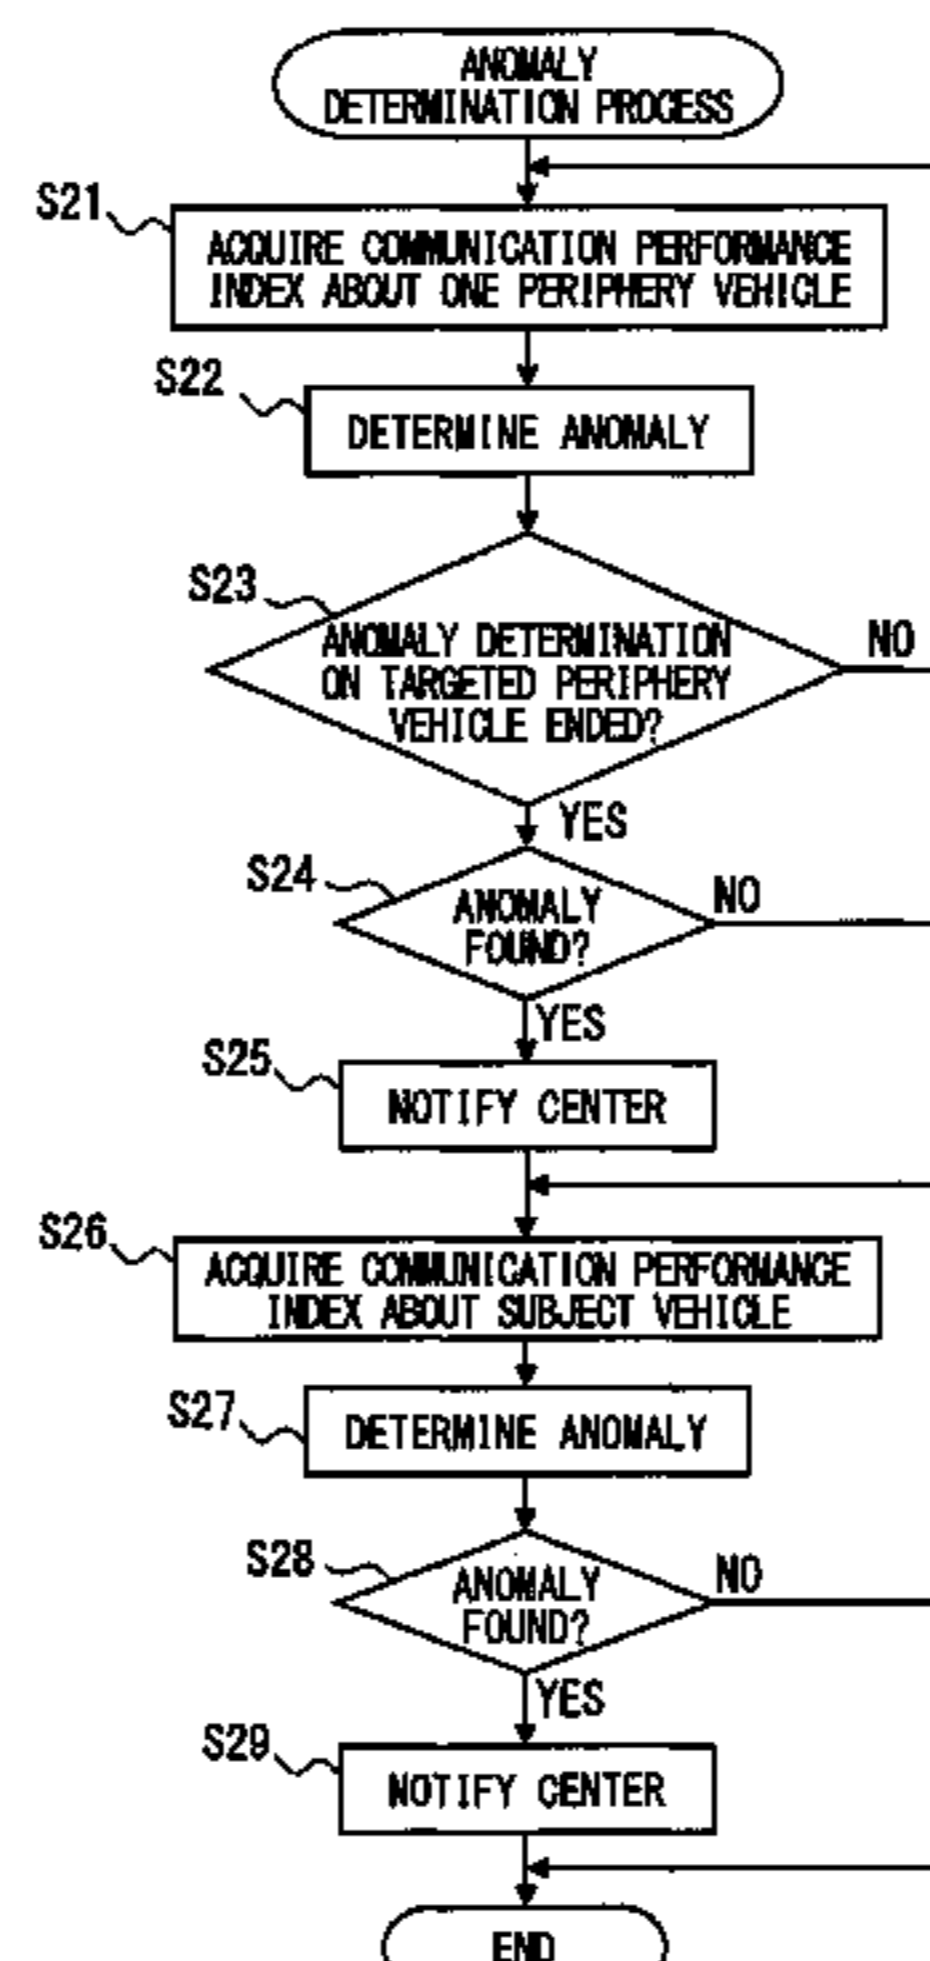 ANOMALY
DETERMINATION PROCESS
S21
ACQUIRE COMMUNICATION PERFORMANCE
INDEX ABOUT ONE PERIPHERY VEHICLE
S22
DETERMINE ANOMALY
S23
ANOMALY DETERMINATION
ON TARGETED PERIPHERY
VEHICLE ENDED?
NO
YES
S24
ANOMALY
FOUND?
NO
YES
S25
NOTIFY CENTER
S26
ACQUIRE COMMUNICATION PERFORMANCE
INDEX ABOUT SUBJECT VEHICLE
S27
DETERMINE ANOMALY
S28
ANOMALY
FOUND?
NO
YES
S29
NOTIFY CENTER
END